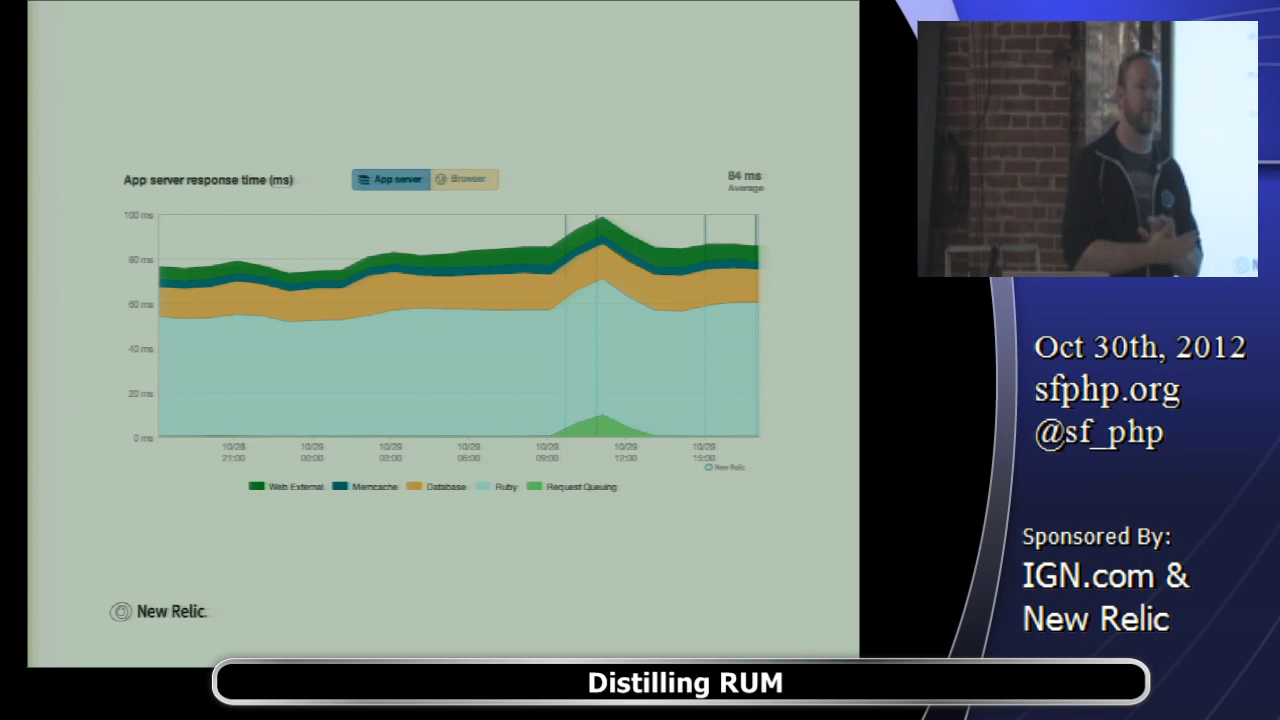 App server response time (ms)
App server
Browser
84 ms
Average
100 ms
80 ms
60 ms
40 ms
20 ms
0 ms
10/28
21:00
10/29
00:00
10/29
03:00
10/29
06:00
10/29
09:00
10/29
12:00
10/29
15:00
New Relic
Web External
Memcache
Database
Ruby
Request Queuing
New Relic.
Oct 30th, 2012
sfphp.org
@sf_php
Sponsored By:
IGN.com &
New Relic
Distilling RUM